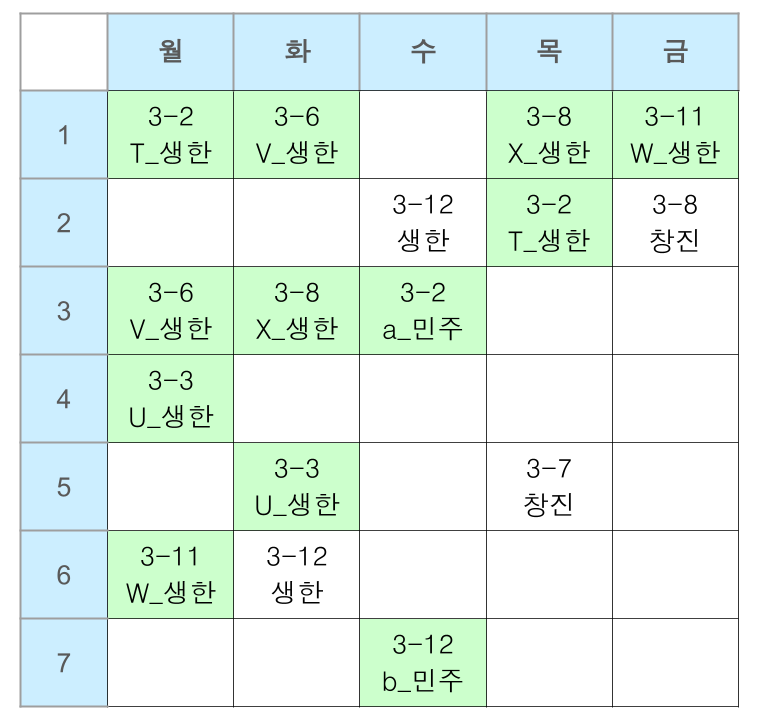 월 화 수 목 금
1 3-2 3-6 3-8 3-11
T_생한 V_생한 X_생한 W_생한
2 3-12 3-2 3-8
생한 T_생한 창진
3 3-6 3-8 3-2
V_생한 X_생한 a_민주
4 3-3
U_생한
5 3-3 3-7
U_생한 창진
6 3-11 3-12
W_생한 생한
7 3-12
b_민주